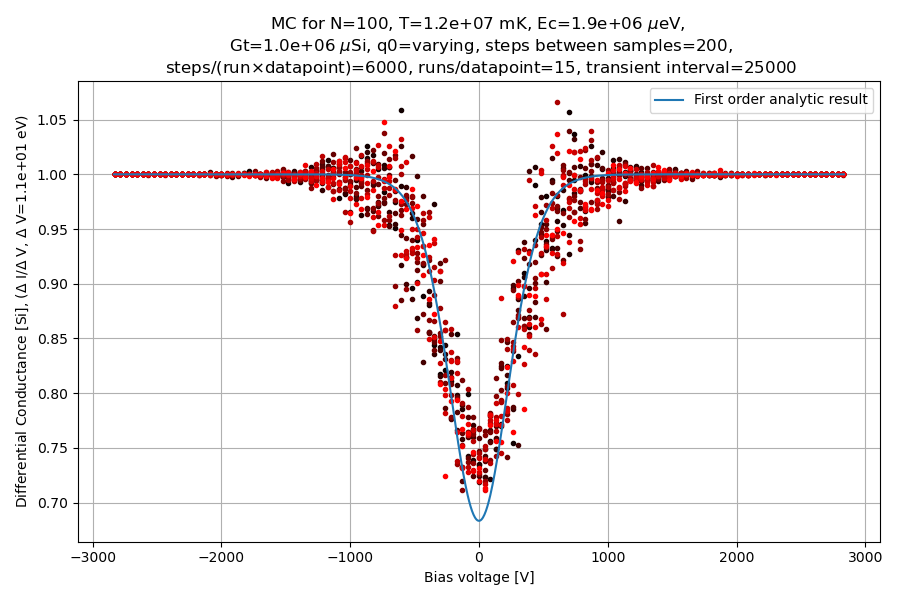 MC for N=100, T=1.2e+07 mK, Ec=1.9e+06 μeV,
Gt=1.0e+06 μSi, q0=varying, steps between samples=200,
steps/(run×datapoint)=6000, runs/datapoint=15, transient interval=25000
First order analytic result
Differential Conductance [Si], (Δ I/Δ V, Δ V=1.1e+01 eV)
1.05
1.00
0.95
0.90
0.85
0.80
0.75
0.70
−3000 −2000 −1000 0 1000 2000 3000
Bias voltage [V]